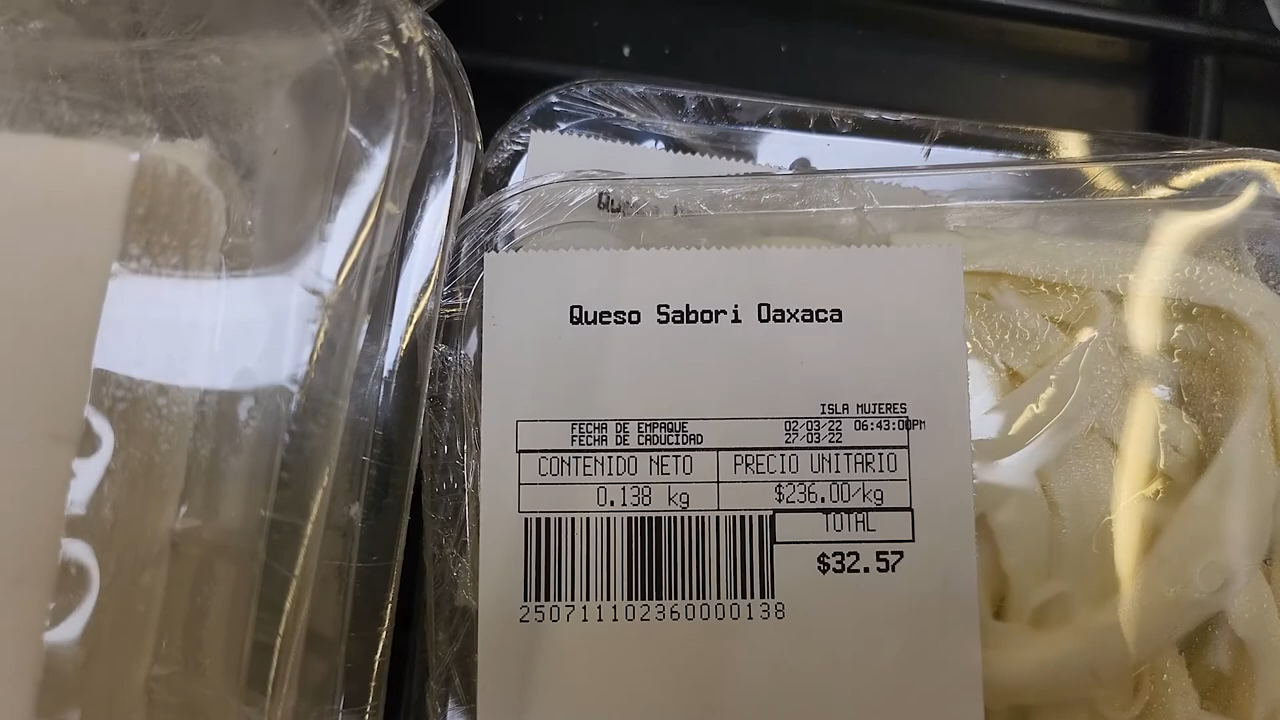 Queso Sabori Oaxaca
ISLA MUJERES
FECHA DE EMPAQUE 02/03/22 06:43:00PM
FECHA DE CADUCIDAD 27/03/22
CONTENIDO NETO PRECIO UNITARIO
0.138 kg $236.00/kg
TOTAL
$32.57
250711102360000138